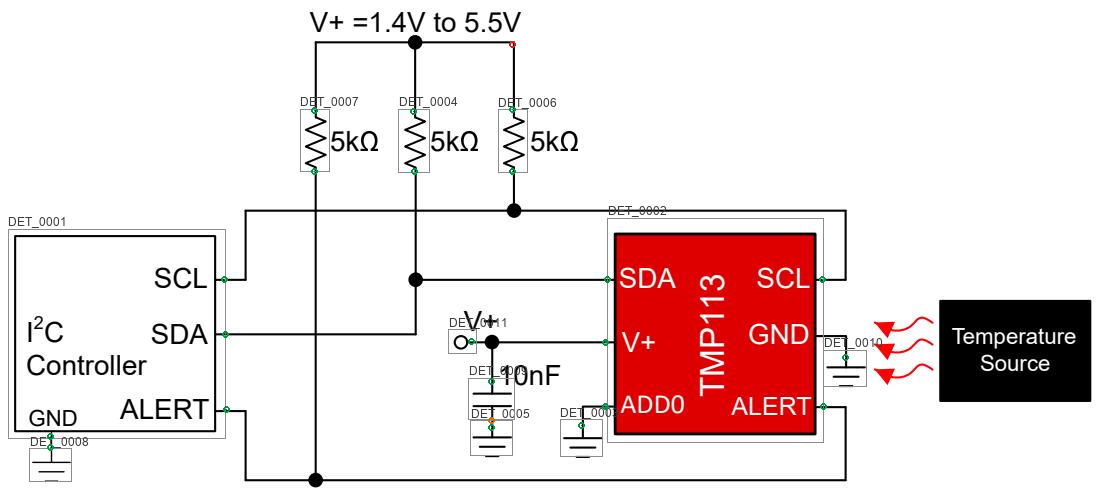 V+ =1.4V to 5.5V
DET_0007
DET_0004
DET_0006
5kΩ
5kΩ
5kΩ
DET_0001
DET_0002
SCL
SDA
I2C
Controller
GND
ALERT
DET_0008
SDA
V+
ADD0
TMP113
SCL
GND
ALERT
V+
10nF
DET_0005
DET_0010
Temperature
Source